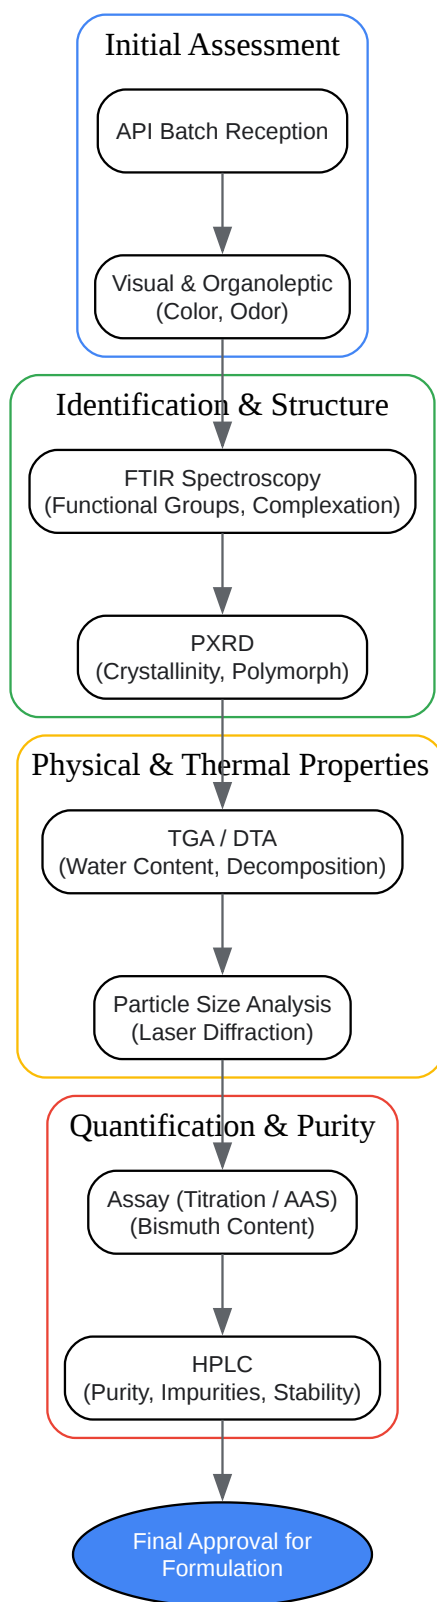 Initial Assessment
API Batch Reception
Visual & Organoleptic
(Color, Odor)
Identification & Structure
FTIR Spectroscopy
(Functional Groups, Complexation)
PXRD
(Crystallinity, Polymorph)
Physical & Thermal Properties
TGA / DTA
(Water Content, Decomposition)
Particle Size Analysis
(Laser Diffraction)
Quantification & Purity
Assay (Titration / AAS)
(Bismuth Content)
HPLC
(Purity, Impurities, Stability)
Final Approval for
Formulation